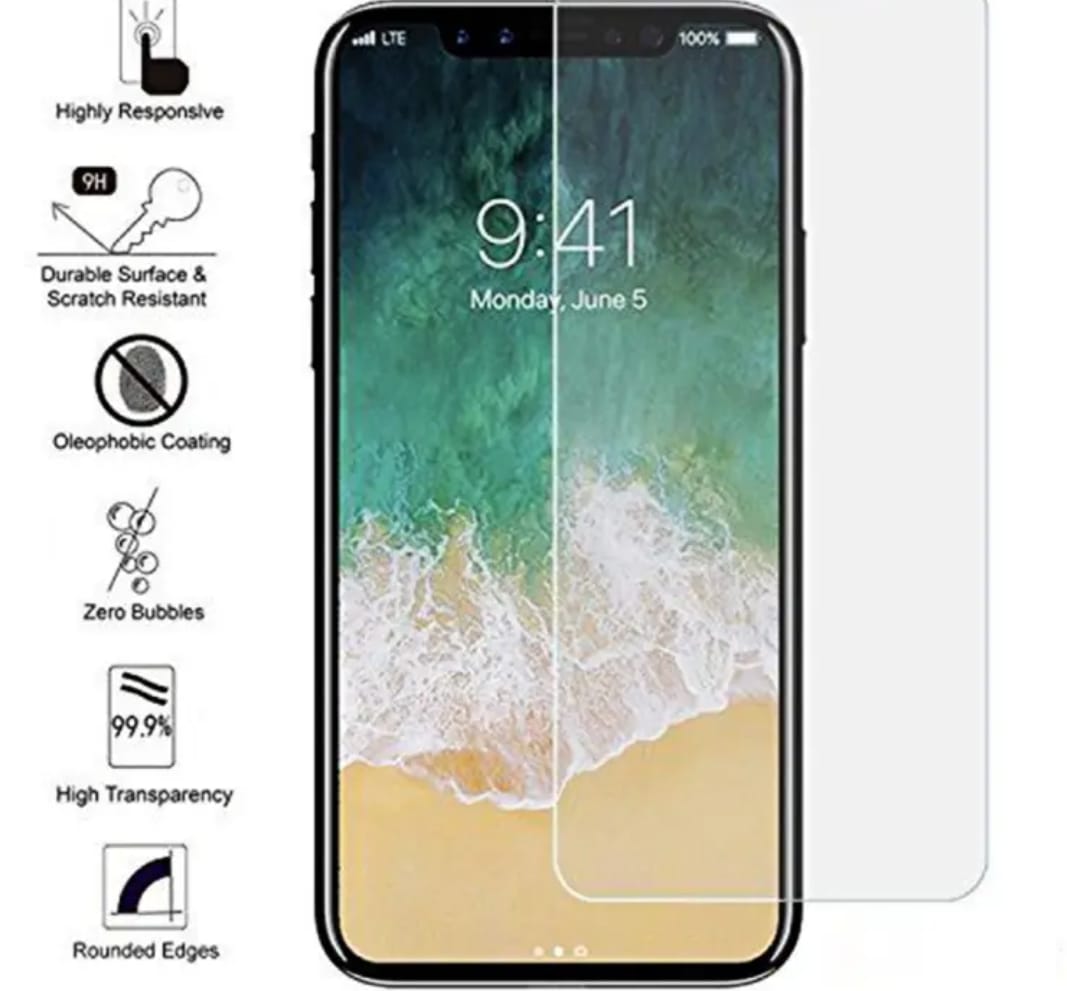 Highly Responsive
9H
Durable Surface &
Scratch Resistant
Oleophobic Coating
Zero Bubbles
99.9%
High Transparency
Rounded Edges
LTE
100%
9:41
Monday, June 5